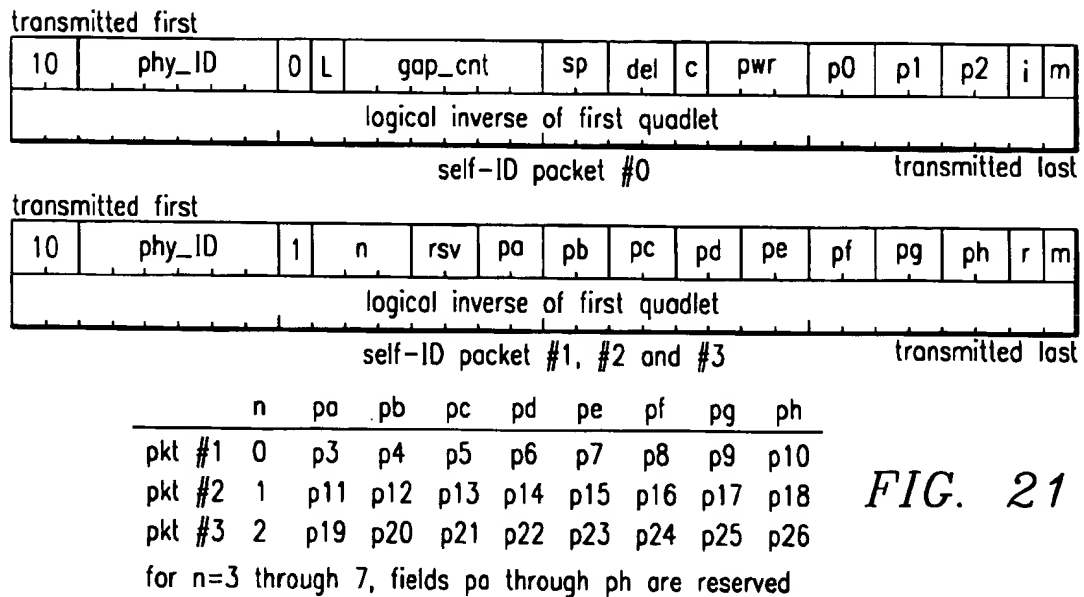 transmitted first
10 phy_ID 0 L gap_cnt sp del c pwr p0 p1 p2 i m
logical inverse of first quadlet
self-ID packet #0 transmitted last
transmitted first
10 phy_ID 1 n rsv pa pb pc pd pe pf pg ph r m
logical inverse of first quadlet
self-ID packet #1, #2 and #3 transmitted last
n pa pb pc pd pe pf pg ph
pkt #1 0 p3 p4 p5 p6 p7 p8 p9 p10
pkt #2 1 p11 p12 p13 p14 p15 p16 p17 p18
pkt #3 2 p19 p20 p21 p22 p23 p24 p25 p26
for n=3 through 7, fields pa through ph are reserved
FIG. 21